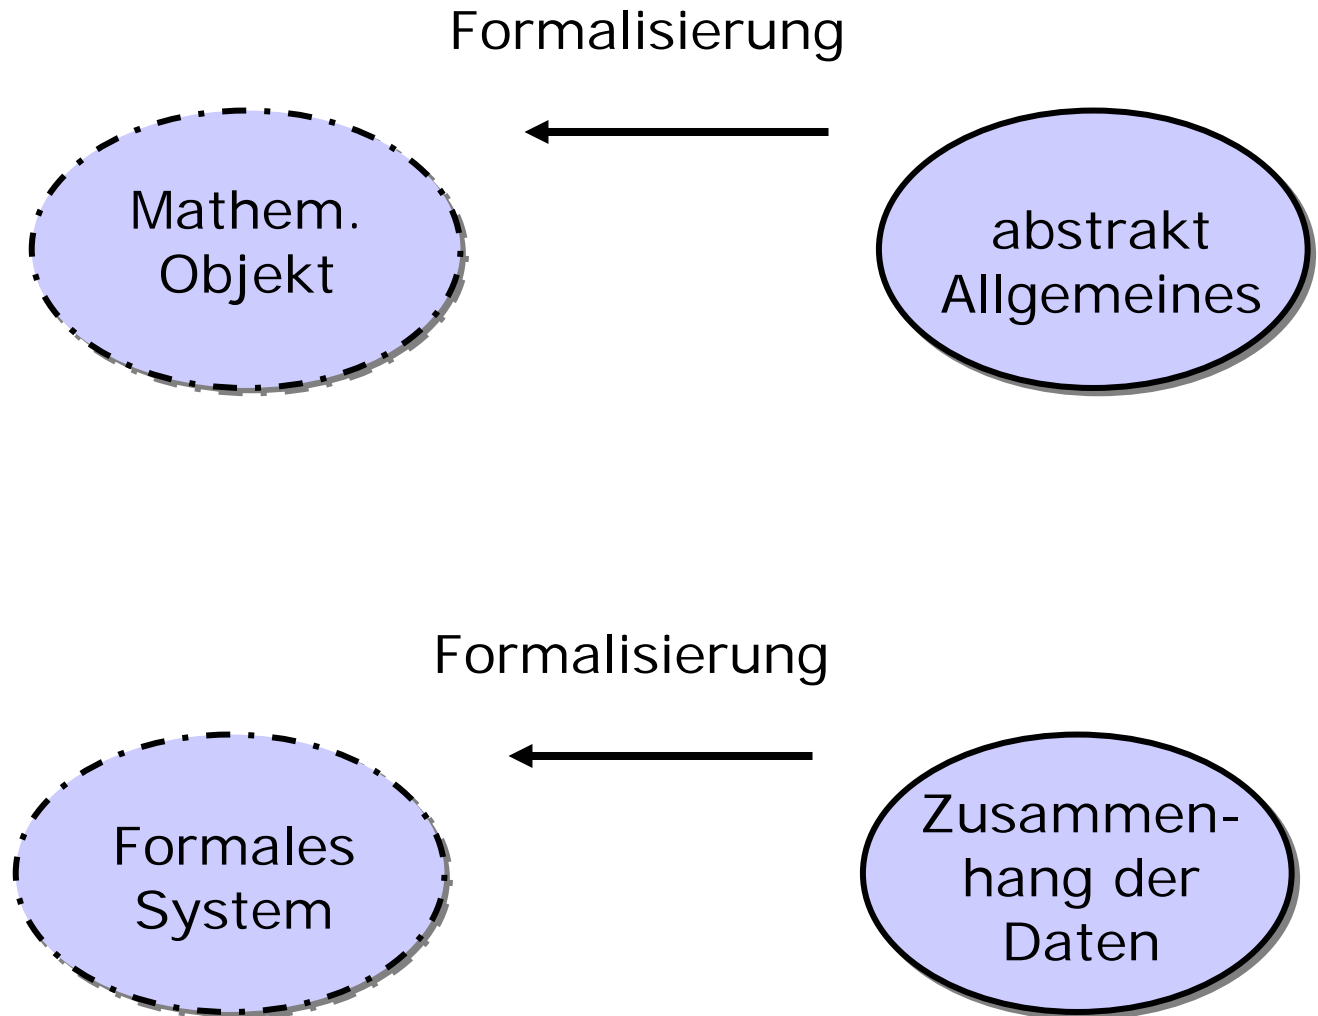 Formalisierung
Mathem.
Objekt
abstrakt
Allgemeines
Formalisierung
Formales
System
Zusammen-
hang der
Daten